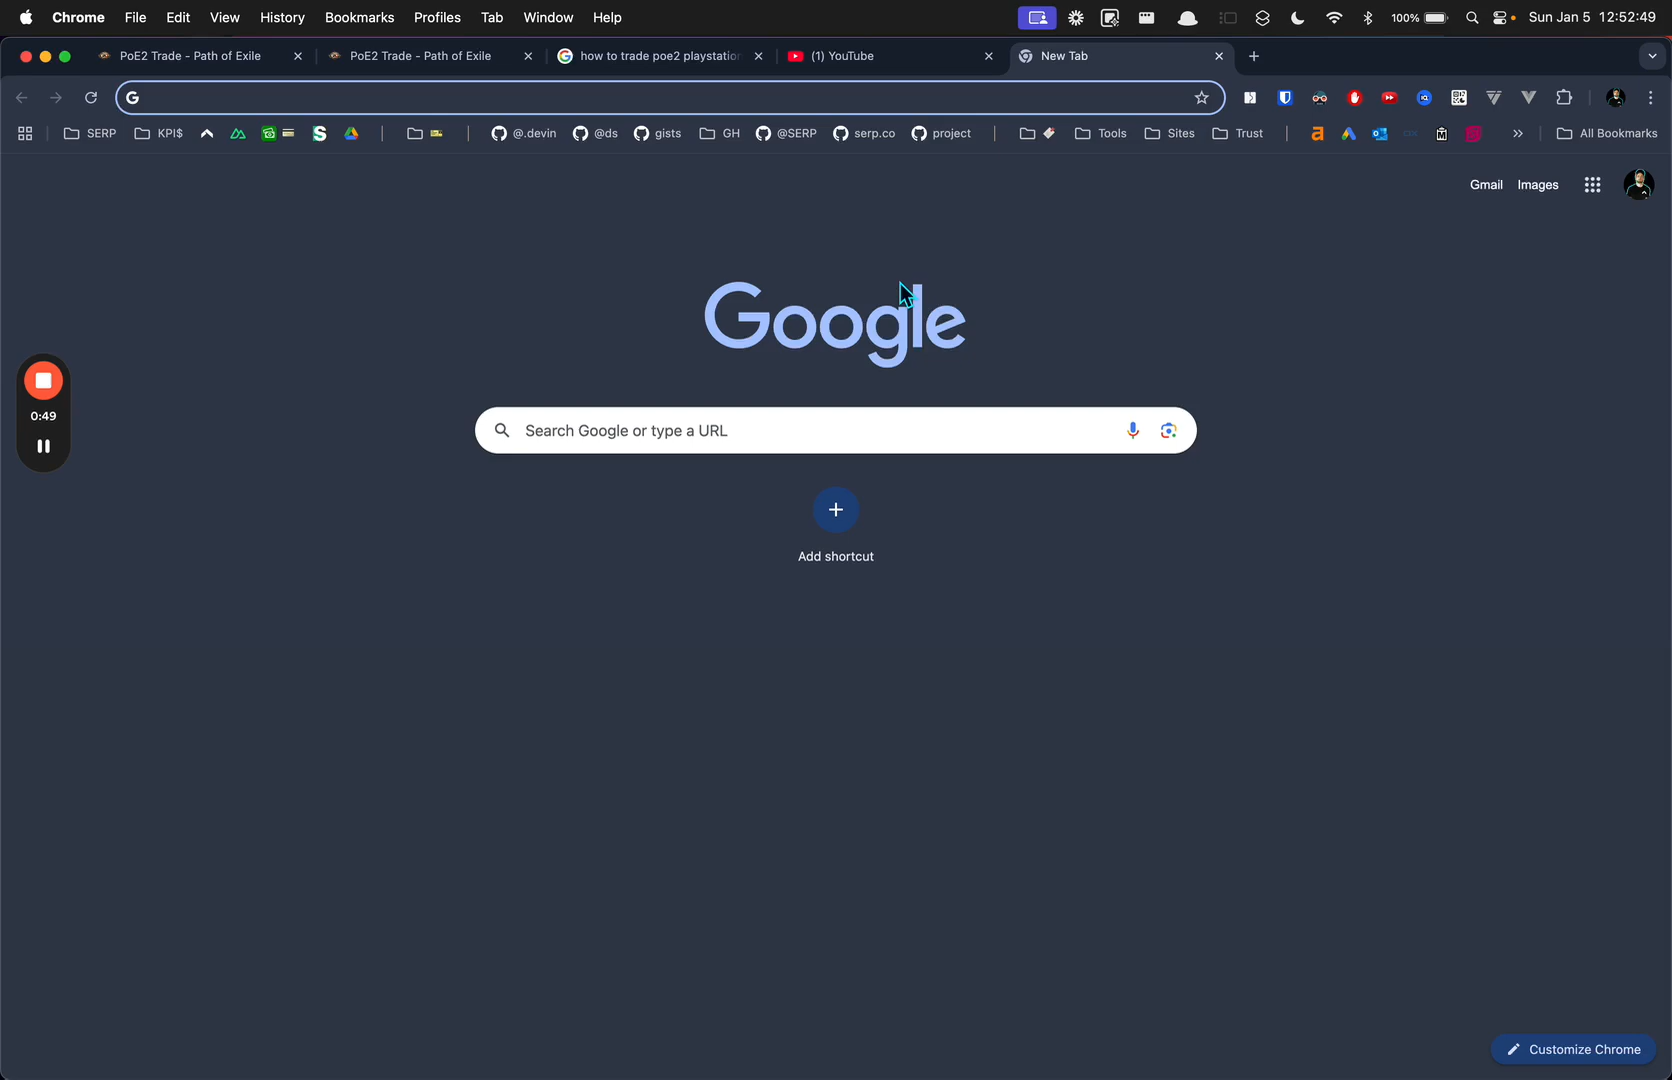 Chrome File Edit View History Bookmarks Profiles Tab Window Help 100% Sun Jan 5 12:52:49
PoE2 Trade - Path of Exile PoE2 Trade - Path of Exile how to trade poe2 playstation (1) YouTube New Tab
SERP KPI$ @.devin @ds gists GH @SERP serp.co project Tools Sites Trust All Bookmarks
Gmail Images
Google
0:49
Search Google or type a URL
Add shortcut
Customize Chrome